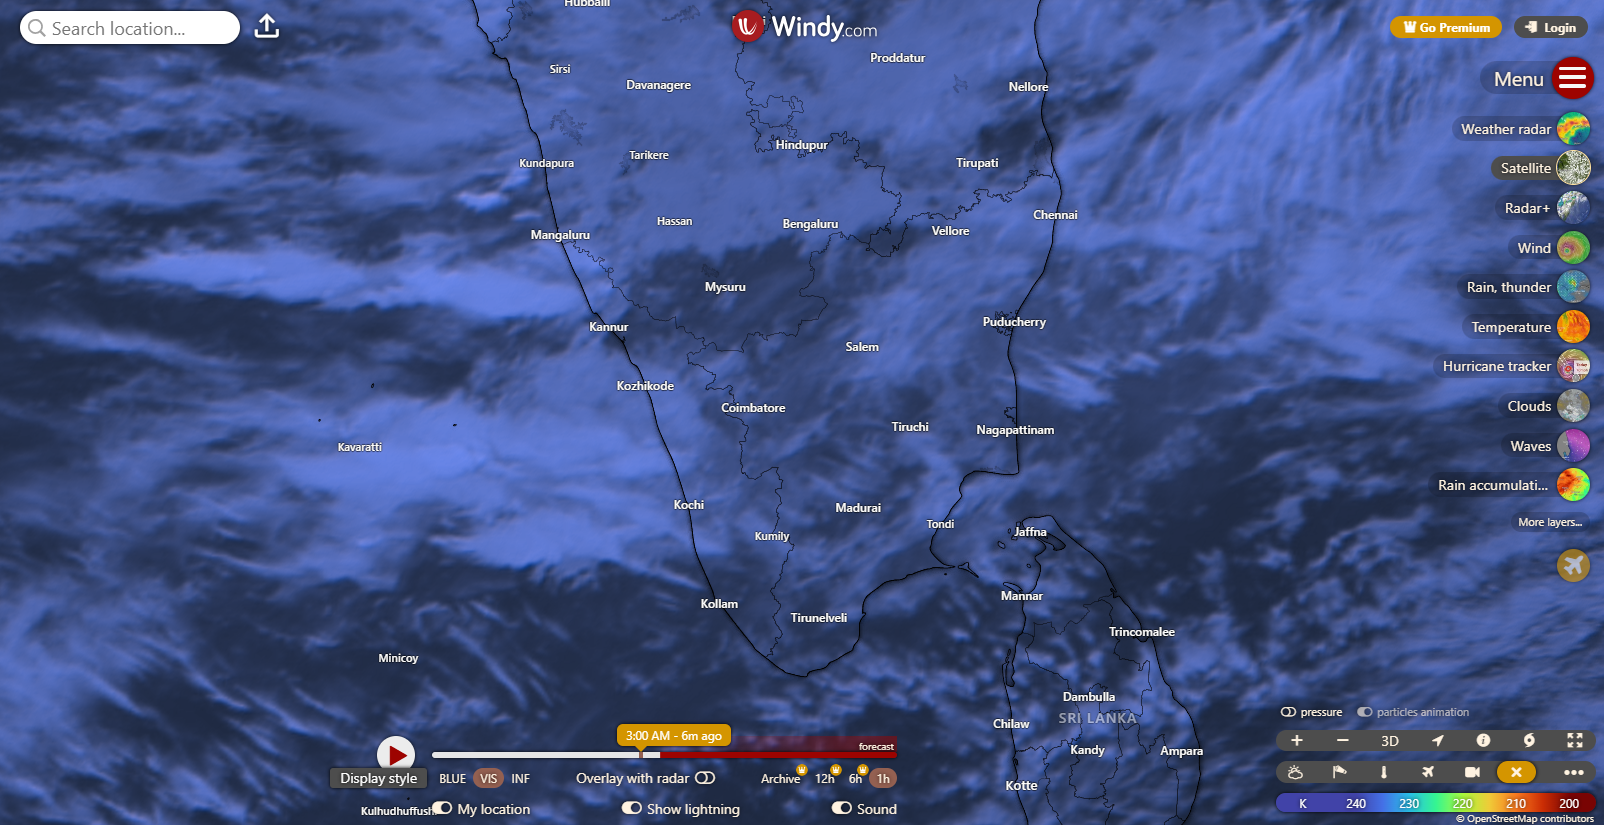 Search location...
Windy.com
Go Premium
Login
Menu
Weather radar
Satellite
Radar+
Wind
Rain, thunder
Temperature
Hurricane tracker
Clouds
Waves
Rain accumulati...
More layers...
Hubballi
Sirsi
Davanagere
Proddatur
Nellore
Kundapura
Tarikere
Hindupur
Tirupati
Mangaluru
Hassan
Bengaluru
Vellore
Chennai
Mysuru
Kannur
Puducherry
Salem
Kozhikode
Coimbatore
Tiruchi
Nagapattinam
Kavaratti
Kochi
Madurai
Kumily
Tondi
Jaffna
Kollam
Tirunelveli
Mannar
Trincomalee
Minicoy
Dambulla
SRI LANKA
Chilaw
Kandy
Ampara
Kotte
Kulhudhuffush
3:00 AM - 6m ago
forecast
Display style
BLUE VIS INF
Overlay with radar
Archive 12h 6h 1h
My location
Show lightning
Sound
pressure
particles animation
+ − 3D
K 240 230 220 210 200
© OpenStreetMap contributors